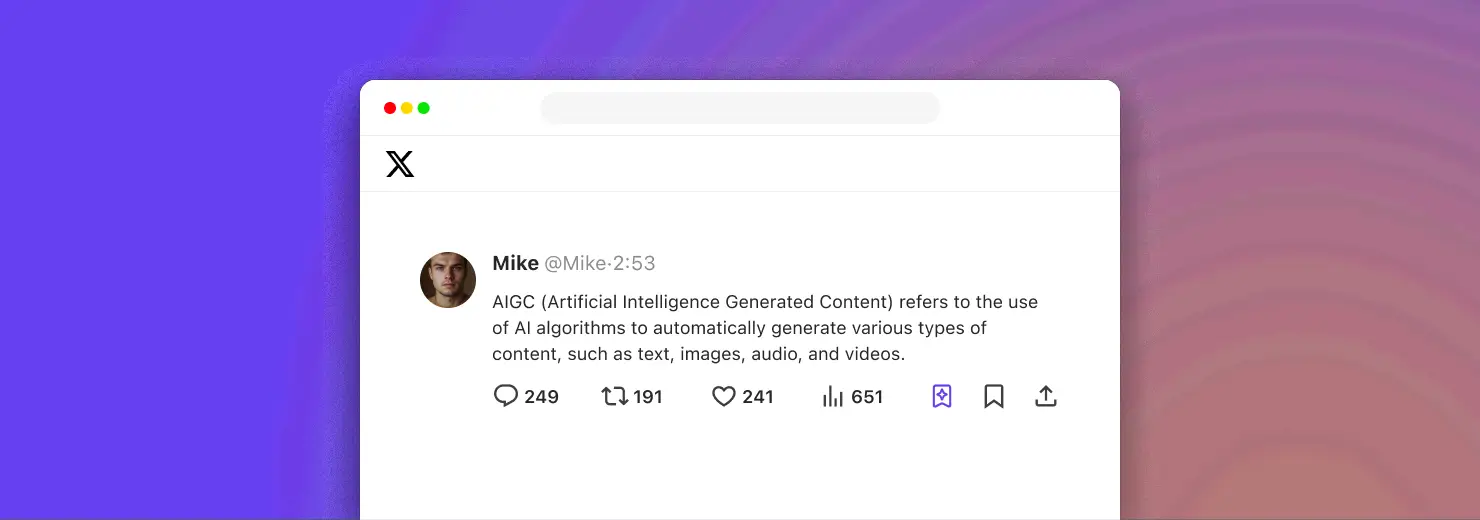 Mike @Mike·2:53
AIGC (Artificial Intelligence Generated Content) refers to the use
of AI algorithms to automatically generate various types of
content, such as text, images, audio, and videos.
249 191 241 651